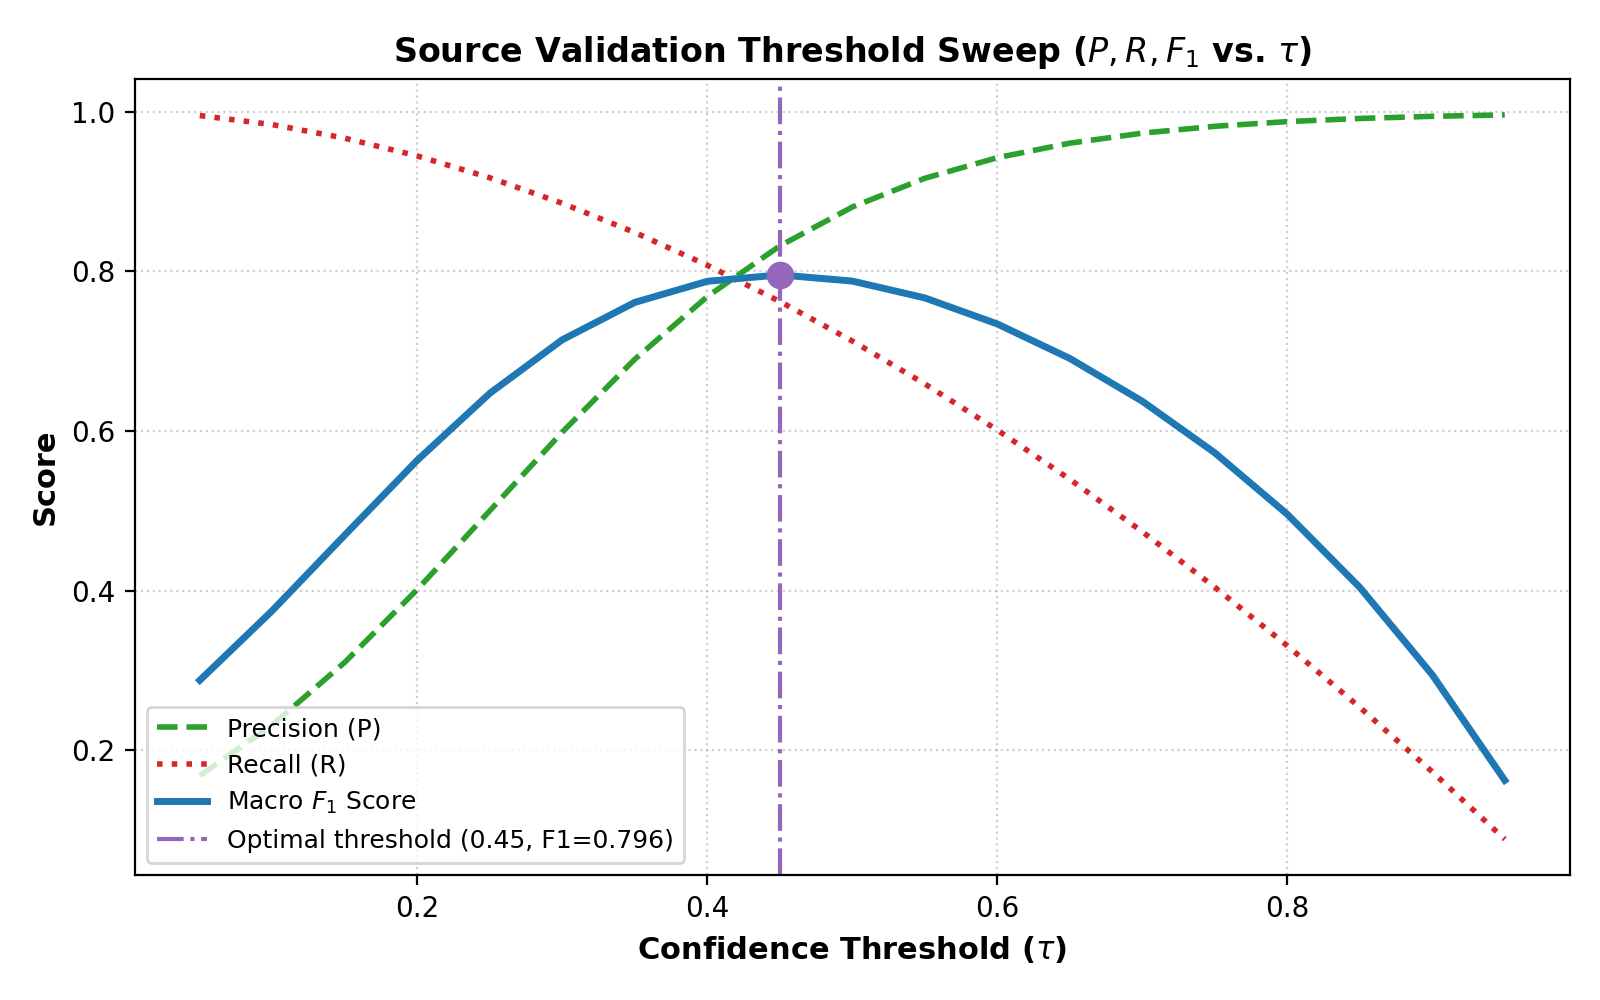 Source Validation Threshold Sweep (P, R, F₁ vs. τ)
1.0
0.8
0.6
0.4
0.2
Score
Precision (P)
Recall (R)
Macro F₁ Score
Optimal threshold (0.45, F1=0.796)
0.2 0.4 0.6 0.8
Confidence Threshold (τ)